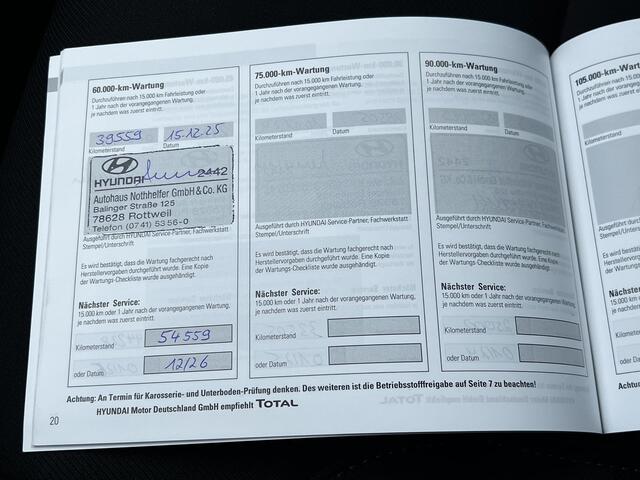 60.000-km-Wartung
Durchzuführen nach 15.000 km Fahrleistung oder
1 Jahr nach der vorangegangenen Wartung,
je nachdem was zuerst eintritt.
39559
15.12.25
Kilometerstand
Datum
HYUNDAI 2442
Autohaus Nothhelfer GmbH & Co. KG
Balinger Straße 125
78628 Rottweil
Telefon (0741) 53 56-0
Ausgeführt durch HYUNDAI Service-Partner, Fachwerkstatt
Stempel/Unterschrift
Es wird bestätigt, dass die Wartung fachgerecht nach
Herstellervorgaben durchgeführt wurde. Eine Kopie
der Wartungs-Checkliste wurde ausgehändigt.
Nächster Service:
15.000 km oder 1 Jahr nach der vorangegangenen Wartung,
je nachdem was zuerst eintritt.
Kilometerstand
54559
oder Datum
12/26
75.000-km-Wartung
Durchzuführen nach 15.000 km Fahrleistung oder
1 Jahr nach der vorangegangenen Wartung,
je nachdem was zuerst eintritt.
Kilometerstand
Datum
Ausgeführt durch HYUNDAI Service-Partner, Fachwerkstatt
Stempel/Unterschrift
Es wird bestätigt, dass die Wartung fachgerecht nach
Herstellervorgaben durchgeführt wurde. Eine Kopie
der Wartungs-Checkliste wurde ausgehändigt.
Nächster Service:
15.000 km oder 1 Jahr nach der vorangegangenen Wartung,
je nachdem was zuerst eintritt.
Kilometerstand
oder Datum
90.000-km-Wartung
Durchzuführen nach 15.000 km Fahrleistung oder
1 Jahr nach der vorangegangenen Wartung,
je nachdem was zuerst eintritt.
Kilometerstand
Datum
Ausgeführt durch HYUNDAI Service-Partner, Fachwerkstatt
Stempel/Unterschrift
Es wird bestätigt, dass die Wartung fachgerecht nach
Herstellervorgaben durchgeführt wurde. Eine Kopie
der Wartungs-Checkliste wurde ausgehändigt.
Nächster Service:
15.000 km oder 1 Jahr nach der vorangegangenen Wartung,
je nachdem was zuerst eintritt.
Kilometerstand
oder Datum
Achtung: An Termin für Karosserie- und Unterboden-Prüfung denken. Des weiteren ist die Betriebsstofffreigabe auf Seite 7 zu beachten!
HYUNDAI Motor Deutschland GmbH empfiehlt TOTAL
20
105.000-km
Durchzuführen
1 Jahr nach der
je nachdem
Kilometerstand
Ausgeführt
Stempel